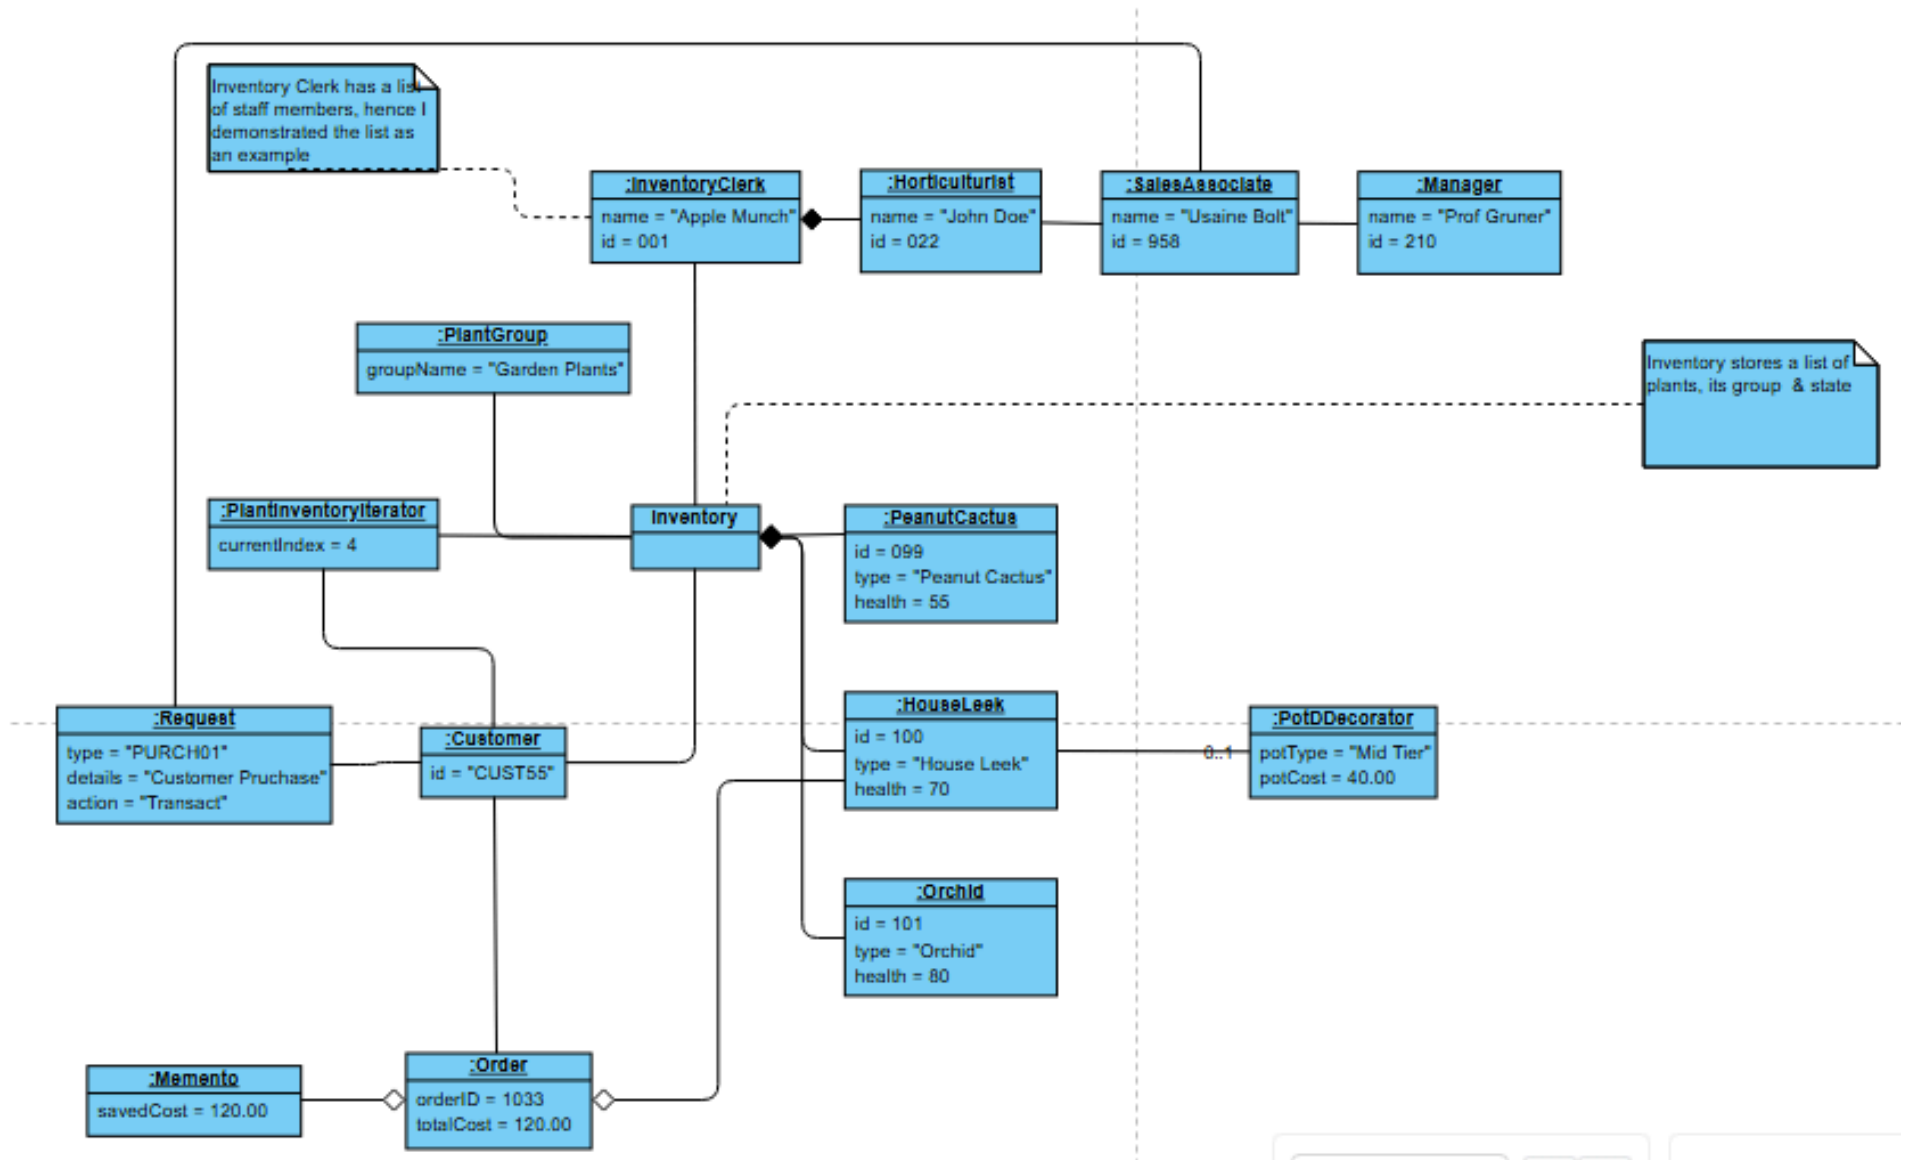 Inventory Clerk has a list
of staff members, hence I
demonstrated the list as
an example
:InventoryClerk
name = "Apple Munch"
id = 001
:Horticulturist
name = "John Doe"
id = 022
:SalesAssociate
name = "Usaine Bolt"
id = 958
:Manager
name = "Prof Gruner"
id = 210
:PlantGroup
groupName = "Garden Plants"
Inventory stores a list of
plants, its group & state
:PlantInventoryIterator
currentIndex = 4
Inventory
:PeanutCactus
id = 099
type = "Peanut Cactus"
health = 55
:Request
type = "PURCH01"
details = "Customer Pruchase"
action = "Transact"
:Customer
id = "CUST55"
:HouseLeek
id = 100
type = "House Leek"
health = 70
0..1
:PotDDecorator
potType = "Mid Tier"
potCost = 40.00
:Orchid
id = 101
type = "Orchid"
health = 80
:Memento
savedCost = 120.00
:Order
orderID = 1033
totalCost = 120.00